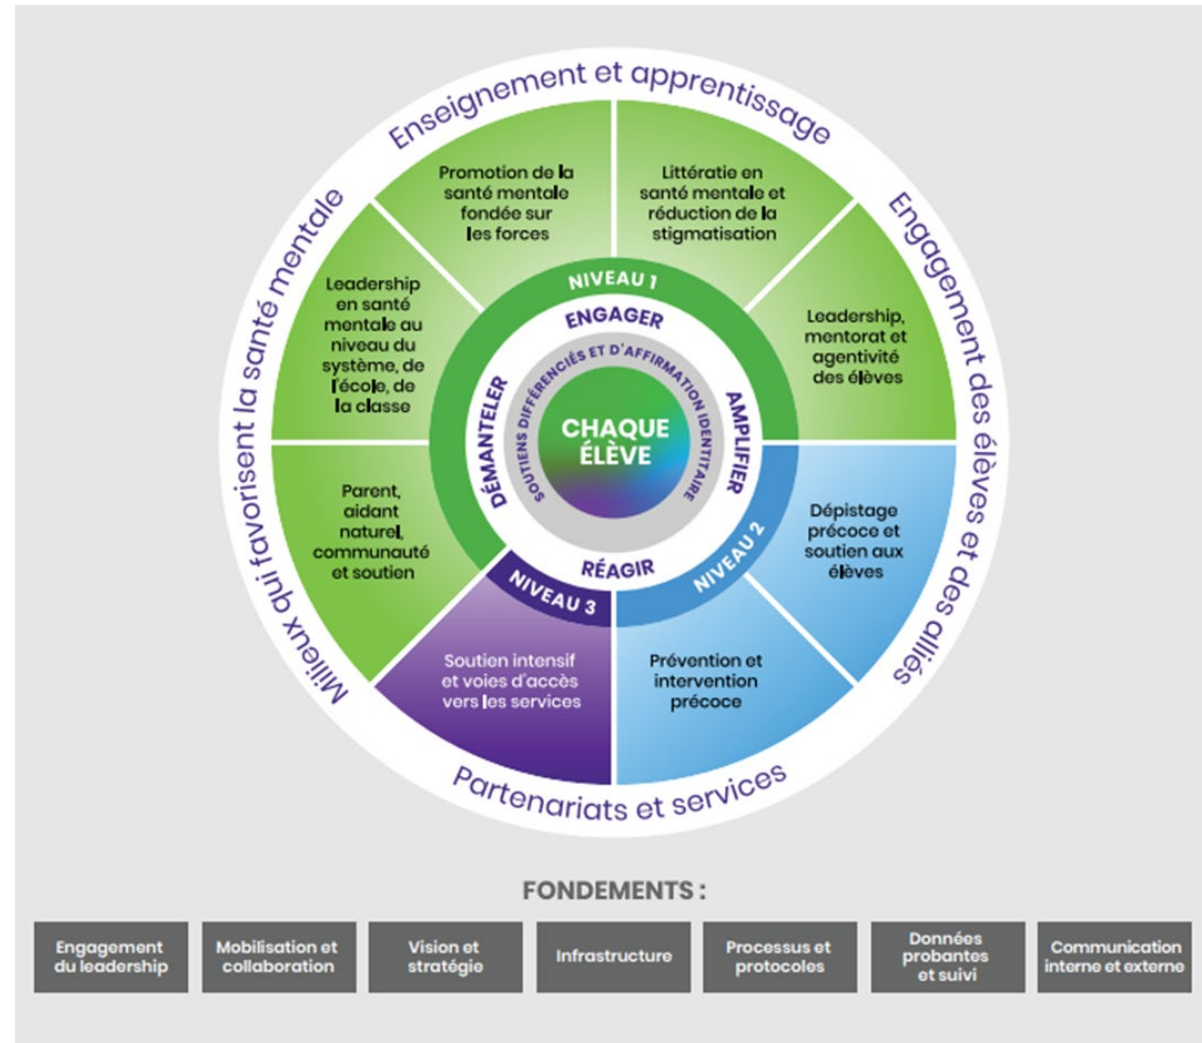 Enseignement et apprentissage
Engagement des élèves et des alliés
Partenariats et services
Milieux qui favorisent la santé mentale
Promotion de la
santé mentale
fondée sur
les forces
Littératie en
santé mentale et
réduction de la
stigmatisation
Leadership,
mentorat et
agentivité
des élèves
Dépistage
précoce et
soutien aux
élèves
Prévention et
intervention
précoce
Soutien intensif
et voies d'accès
vers les services
Parent,
aidant
naturel,
communauté
et soutien
Leadership
en santé
mentale au
niveau du
système, de
l'école, de
la classe
NIVEAU 1
NIVEAU 2
NIVEAU 3
ENGAGER
AMPLIFIER
RÉAGIR
DÉMANTELER
SOUTIENS DIFFÉRENCIÉS ET D'AFFIRMATION IDENTITAIRE
CHAQUE
ÉLÈVE
FONDEMENTS :
Engagement
du leadership
Mobilisation et
collaboration
Vision et
stratégie
Infrastructure
Processus et
protocoles
Données
probantes
et suivi
Communication
interne et externe